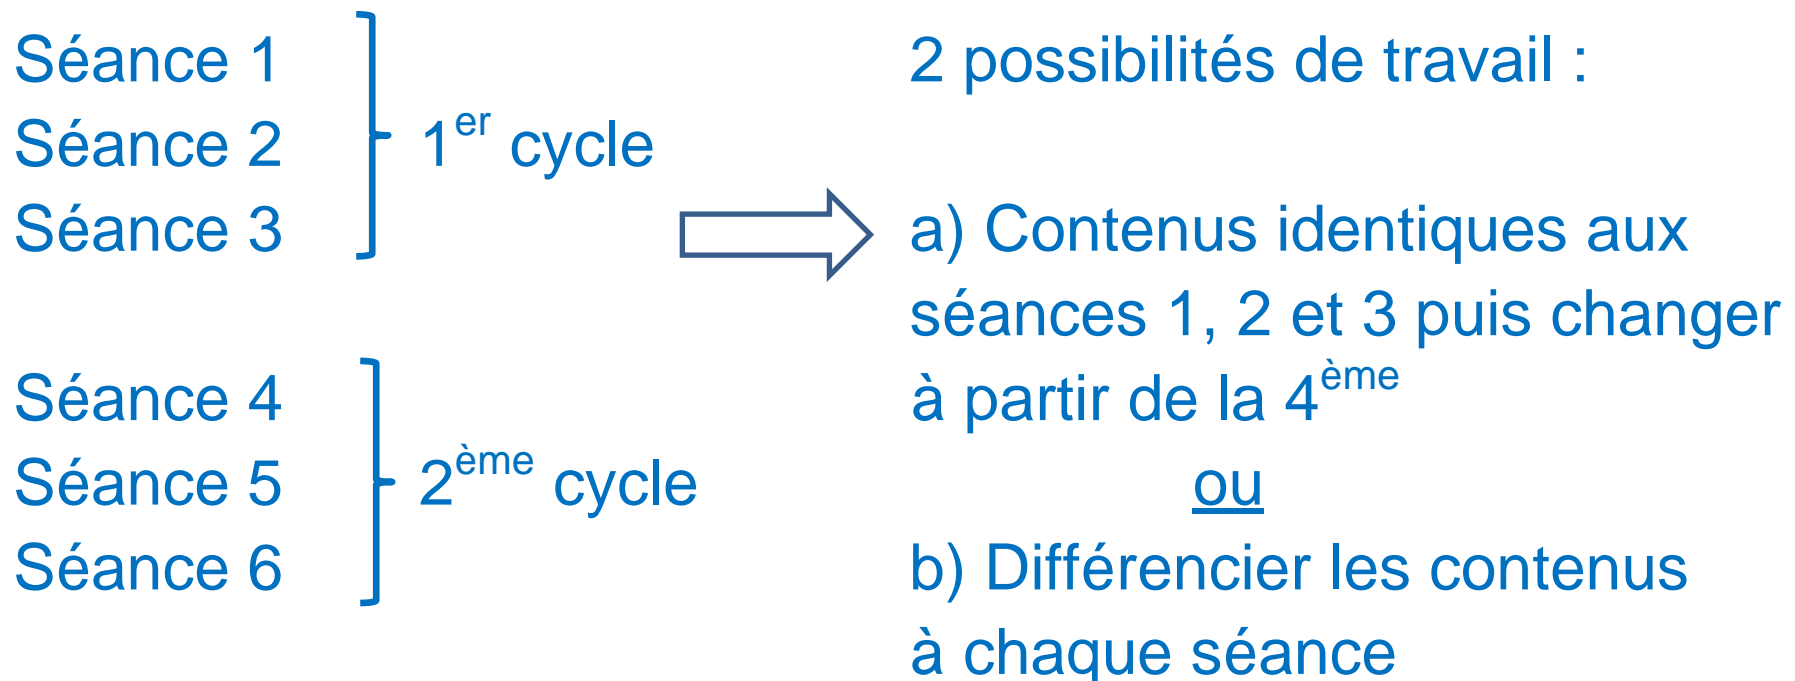 Séance 1
Séance 2
Séance 3
1er cycle
Séance 4
Séance 5
Séance 6
2ème cycle
2 possibilités de travail :
a) Contenus identiques aux
séances 1, 2 et 3 puis changer
à partir de la 4ème
ou
b) Différencier les contenus
à chaque séance